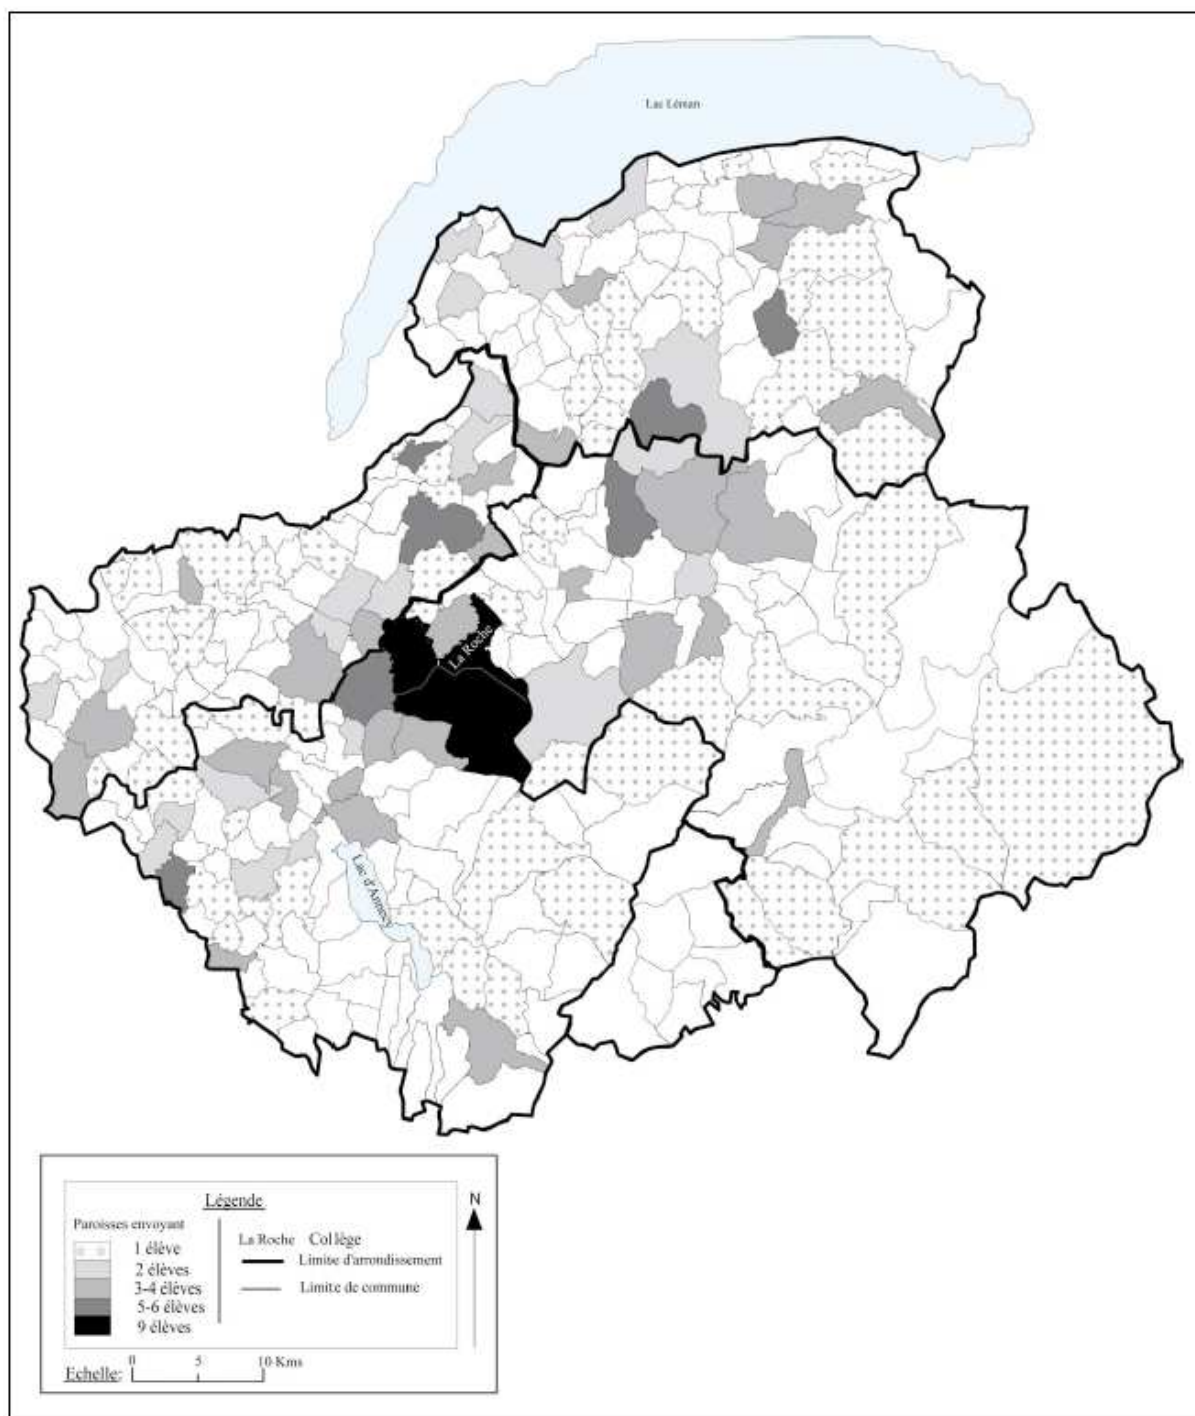 Lac Léman
La Roche
Lac d'Annecy
Légende
Paroisses envoyant
1 élève
2 élèves
3-4 élèves
5-6 élèves
9 élèves
La Roche Collège
Limite d'arrondissement
Limite de commune
N
Echelle: 0 5 10 Kms